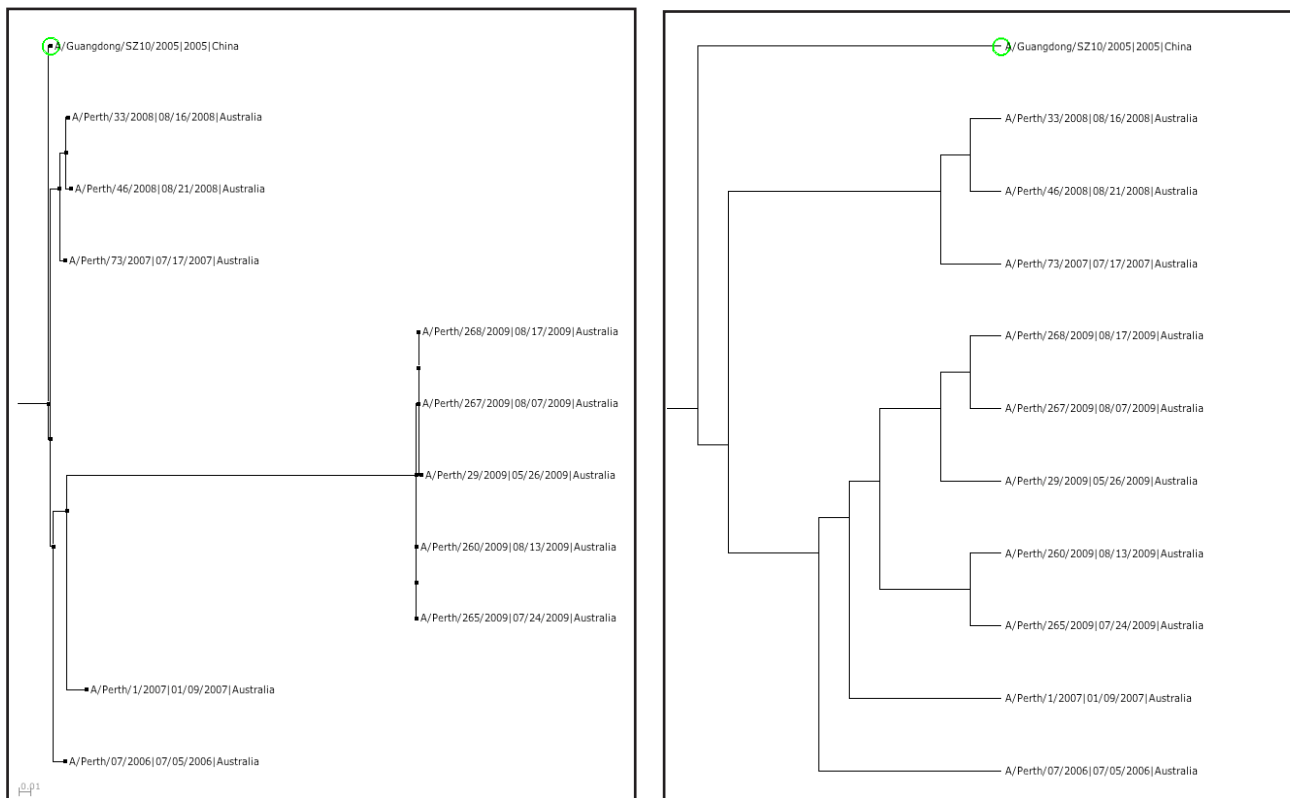 A/Guangdong/SZ10/2005|2005|China
A/Perth/33/2008|08/16/2008|Australia
A/Perth/46/2008|08/21/2008|Australia
A/Perth/73/2007|07/17/2007|Australia
A/Perth/268/2009|08/17/2009|Australia
A/Perth/267/2009|08/07/2009|Australia
A/Perth/29/2009|05/26/2009|Australia
A/Perth/260/2009|08/13/2009|Australia
A/Perth/265/2009|07/24/2009|Australia
A/Perth/1/2007|01/09/2007|Australia
A/Perth/07/2006|07/05/2006|Australia
0.01
A/Guangdong/SZ10/2005|2005|China
A/Perth/33/2008|08/16/2008|Australia
A/Perth/46/2008|08/21/2008|Australia
A/Perth/73/2007|07/17/2007|Australia
A/Perth/268/2009|08/17/2009|Australia
A/Perth/267/2009|08/07/2009|Australia
A/Perth/29/2009|05/26/2009|Australia
A/Perth/260/2009|08/13/2009|Australia
A/Perth/265/2009|07/24/2009|Australia
A/Perth/1/2007|01/09/2007|Australia
A/Perth/07/2006|07/05/2006|Australia